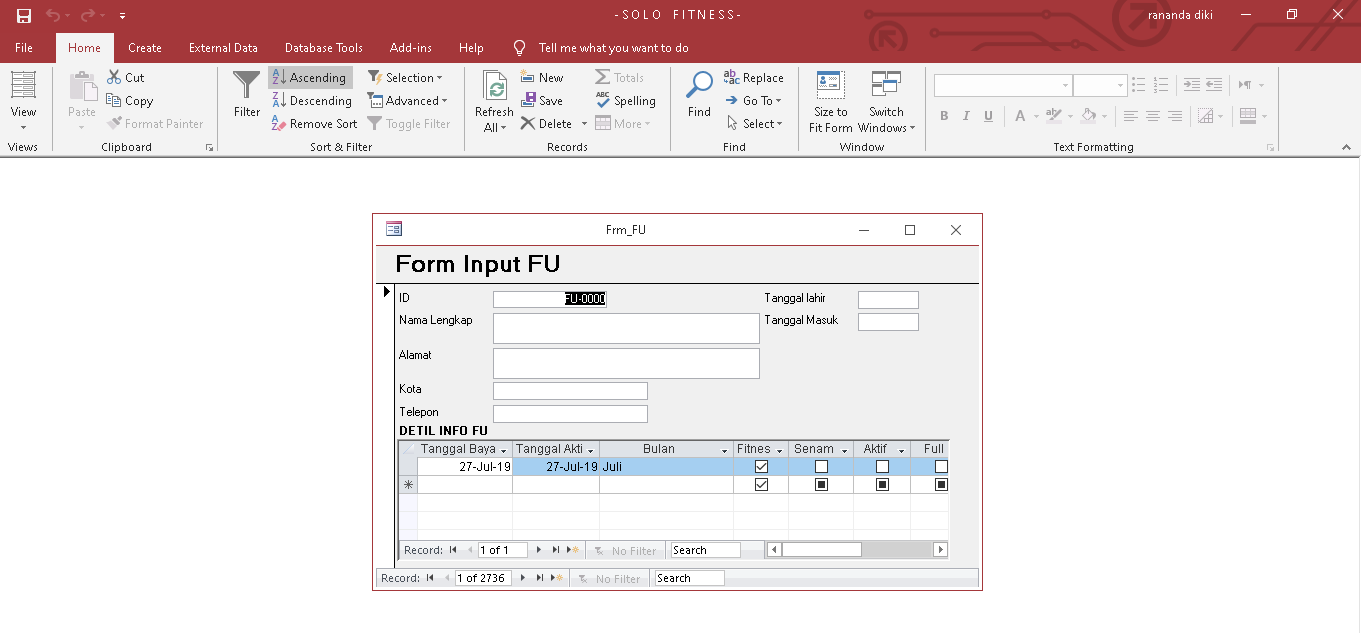 -SOLO FITNESS-
rananda diki
File Home Create External Data Database Tools Add-ins Help Tell me what you want to do
View
Views
Paste
Cut
Copy
Format Painter
Clipboard
Filter
Ascending
Descending
Remove Sort
Selection
Advanced
Toggle Filter
Sort & Filter
Refresh
All
New
Save
Delete
Totals
Spelling
More
Records
Find
Replace
Go To
Select
Find
Size to
Fit Form
Switch
Windows
Window
B I U A
Text Formatting
Frm_FU
Form Input FU
ID FU-0000 Tanggal lahir
Nama Lengkap Tanggal Masuk
Alamat
Kota
Telepon
DETIL INFO FU
Tanggal Baya Tanggal Akti Bulan Fitnes Senam Aktif Full
27-Jul-19 27-Jul-19 Juli
Record: 1 of 1 No Filter Search
Record: 1 of 2736 No Filter Search